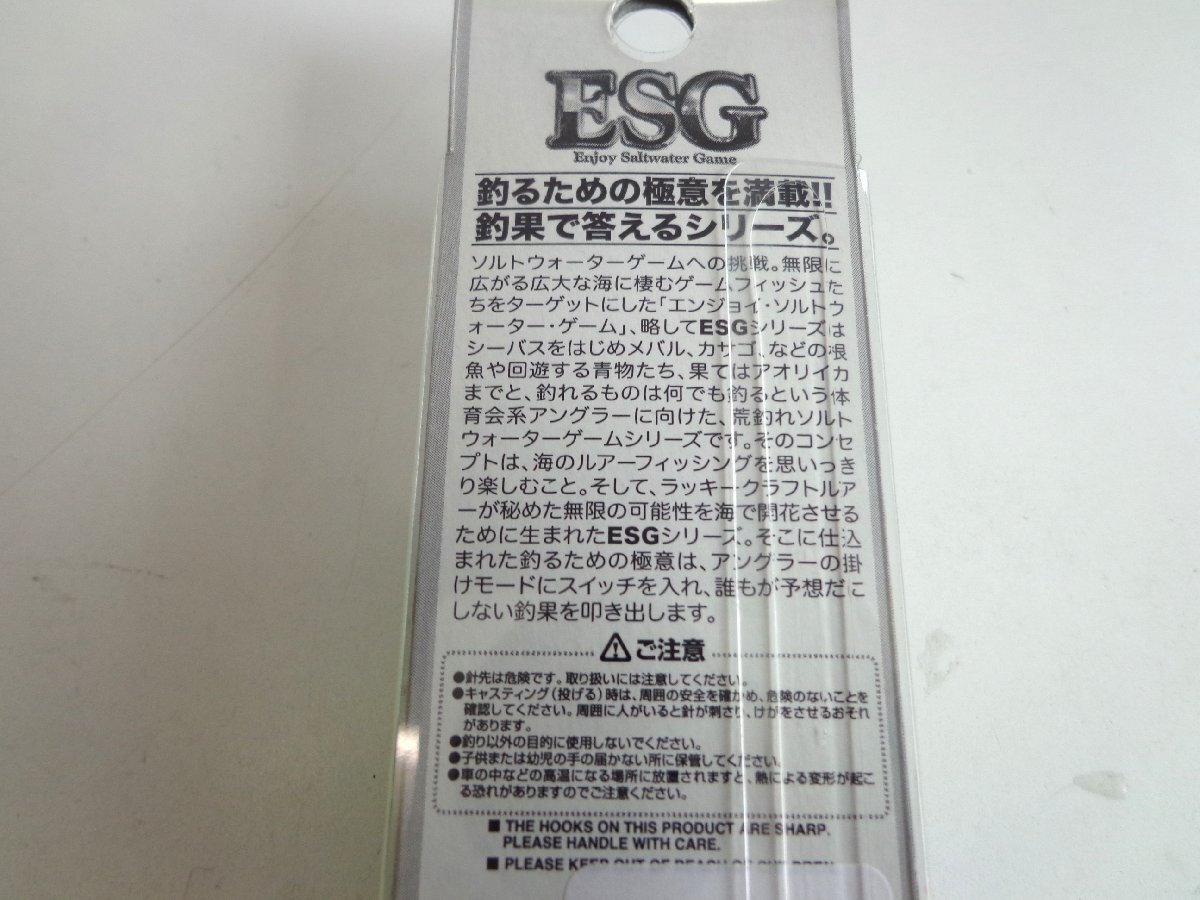 ESG
Enjoy Saltwater Game
釣るための極意を満載!!
釣果で答えるシリーズ。
ソルトウォーターゲームへの挑戦。無限に
広がる広大な海に棲むゲームフィッシュた
ちをターゲットにした「エンジョイ・ソルトウ
ォーター・ゲーム」、略してESGシリーズは
シーバスをはじめメバル、カサゴ、などの根
魚や回遊する青物たち、果てはアオリイカ
までと、釣れるものは何でも釣るという体
育会系アングラーに向けた、荒釣れソルト
ウォーターゲームシリーズです。そのコンセ
プトは、海のルアーフィッシングを思いっき
り楽しむこと。そして、ラッキークラフトルア
ーが秘めた無限の可能性を海で開花させる
ために生まれたESGシリーズ。そこに仕込
まれた釣るための極意は、アングラーの掛
けモードにスイッチを入れ、誰もが予想だに
しない釣果を叩き出します。
ご注意
●針先は危険です。取り扱いには注意してください。
●キャスティング(投げる)時は、周囲の安全を確かめ、危険のないことを
確認してください。周囲に人がいると針が刺さり、けがをさせるおそれ
があります。
●釣り以外の目的に使用しないでください。
●子供または幼児の手の届かない所に保管してください。
●車の中などの高温になる場所に放置されますと、熱による変形が起こ
る恐れがありますのでご注意ください。
■ THE HOOKS ON THIS PRODUCT ARE SHARP.
PLEASE HANDLE WITH CARE.
■ PLEASE KEEP OUT OF REACH OF CHILDREN